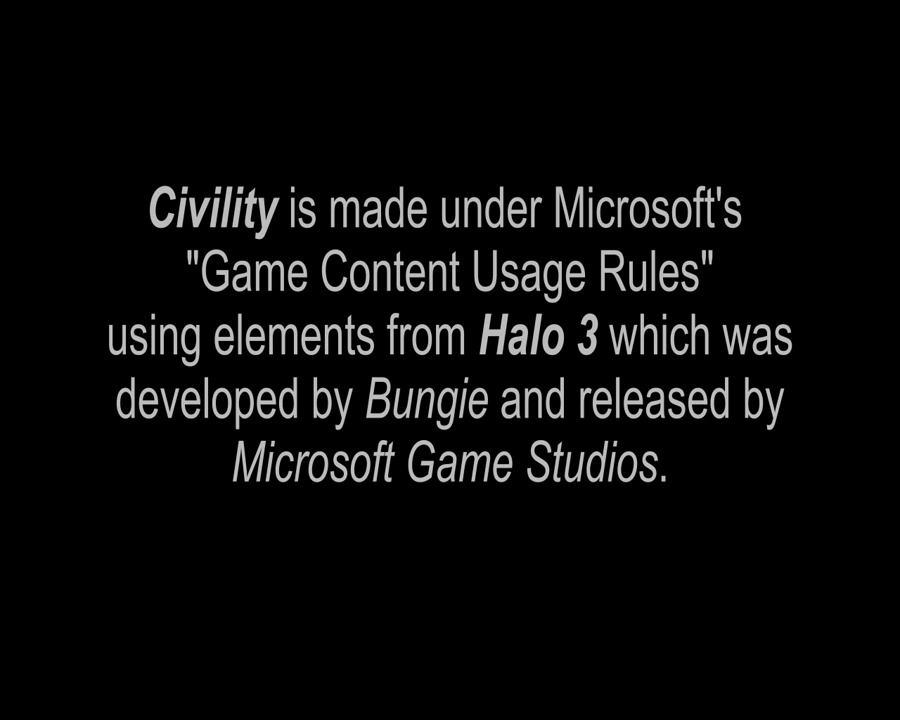 Civility is made under Microsoft's
"Game Content Usage Rules"
using elements from Halo 3 which was
developed by Bungie and released by
Microsoft Game Studios.